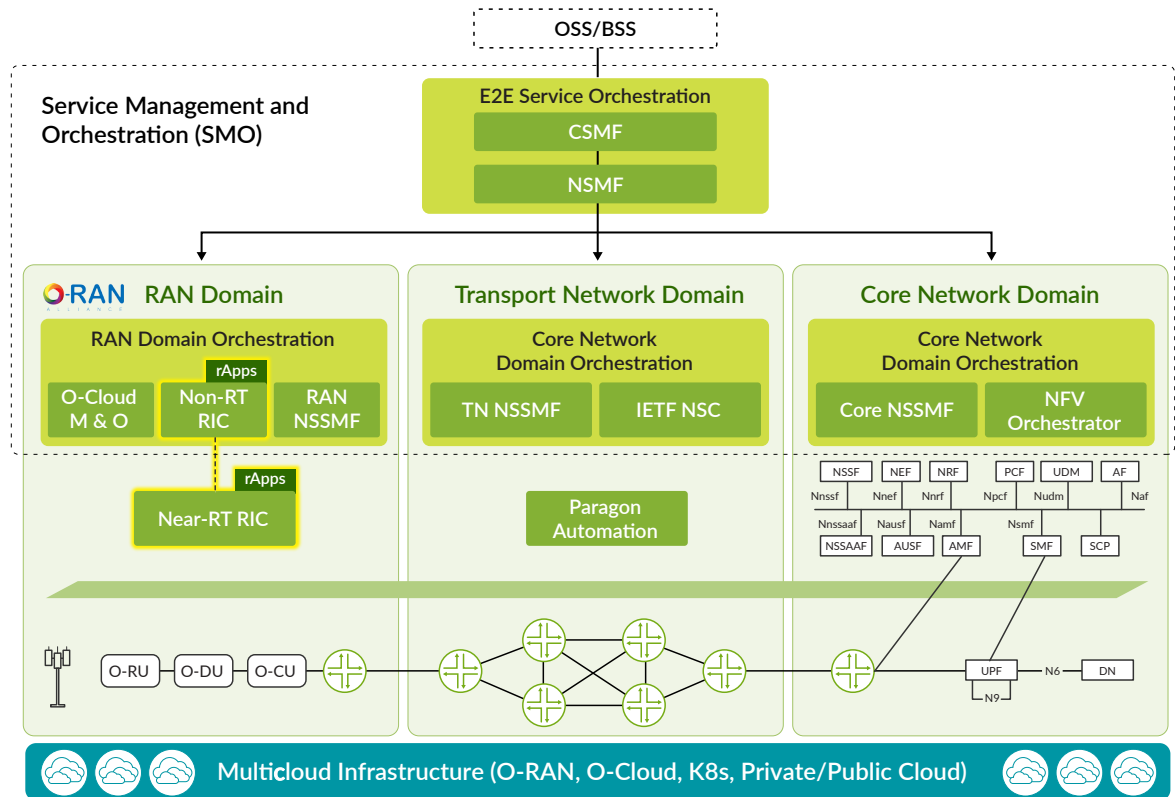 OSS/BSS
Service Management and
Orchestration (SMO)
E2E Service Orchestration
CSMF
NSMF
O-RAN
ALLIANCE
RAN Domain
RAN Domain Orchestration
rApps
O-Cloud
M & O
Non-RT
RIC
RAN
NSSMF
rApps
Near-RT RIC
Transport Network Domain
Core Network
Domain Orchestration
TN NSSMF
IETF NSC
Paragon
Automation
Core Network Domain
Core Network
Domain Orchestration
Core NSSMF
NFV
Orchestrator
NSSF
NEF
NRF
PCF
UDM
AF
Nnssf
Nnef
Nnrf
Npcf
Nudm
Naf
Nnssaaf
Nausf
Namf
Nsmf
NSSAAF
AUSF
AMF
SMF
SCP
O-RU
O-DU
O-CU
UPF
N6
DN
N9
Multicloud Infrastructure (O-RAN, O-Cloud, K8s, Private/Public Cloud)